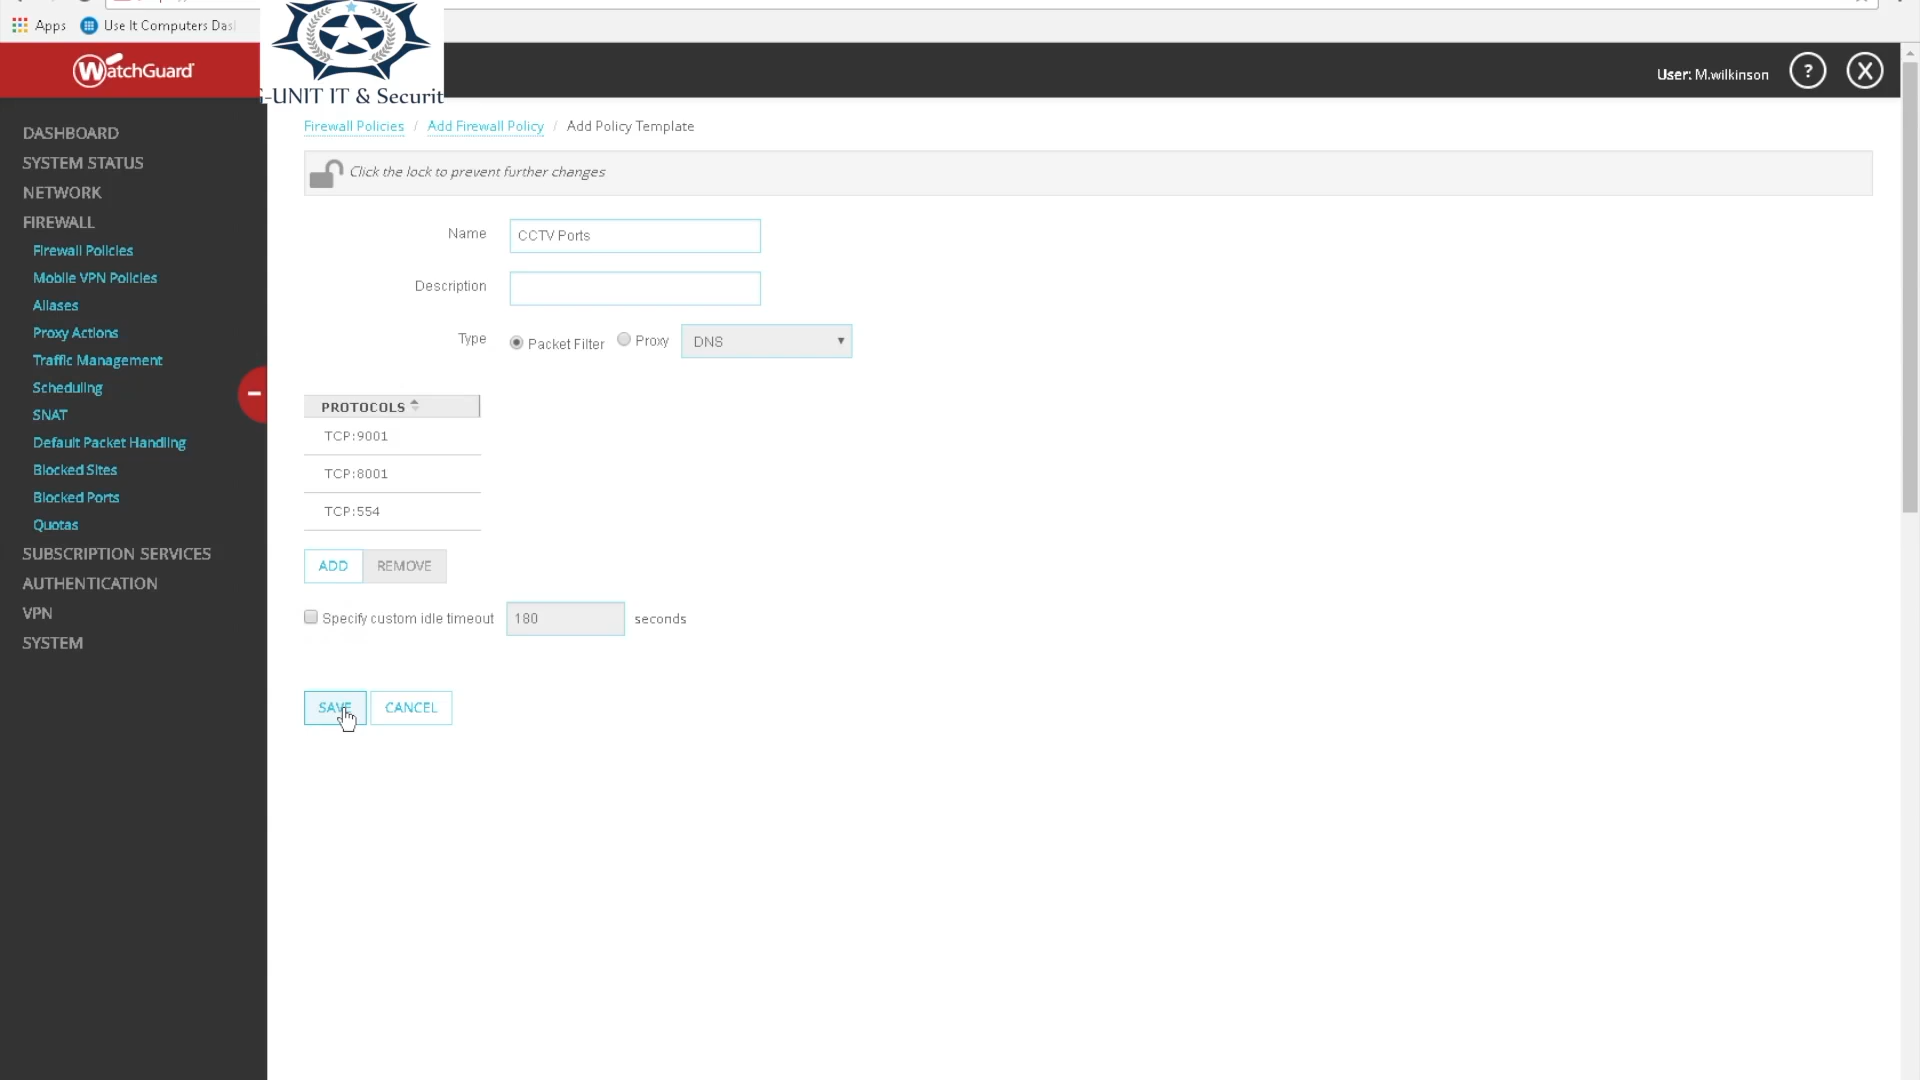 Apps Use It Computers Das
WatchGuard
G-UNIT IT & Securit
User: M.wilkinson ? X
DASHBOARD
SYSTEM STATUS
NETWORK
FIREWALL
Firewall Policies
Mobile VPN Policies
Aliases
Proxy Actions
Traffic Management
Scheduling
SNAT
Default Packet Handling
Blocked Sites
Blocked Ports
Quotas
SUBSCRIPTION SERVICES
AUTHENTICATION
VPN
SYSTEM
Firewall Policies / Add Firewall Policy / Add Policy Template
Click the lock to prevent further changes
Name CCTV Ports
Description
Type Packet Filter Proxy DNS
PROTOCOLS
TCP:9001
TCP:8001
TCP:554
ADD REMOVE
Specify custom idle timeout 180 seconds
SAVE CANCEL